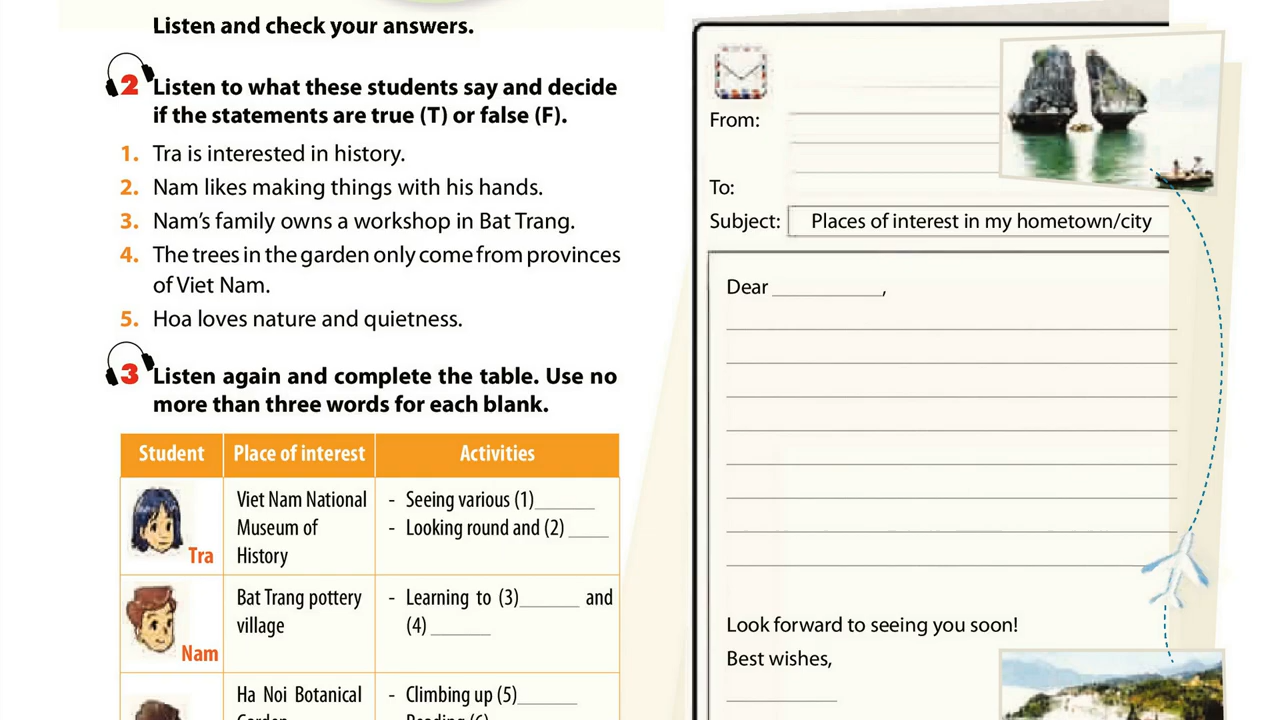 Listen and check your answers.
2 Listen to what these students say and decide
if the statements are true (T) or false (F).
1. Tra is interested in history.
2. Nam likes making things with his hands.
3. Nam's family owns a workshop in Bat Trang.
4. The trees in the garden only come from provinces
of Viet Nam.
5. Hoa loves nature and quietness.
3 Listen again and complete the table. Use no
more than three words for each blank.
Student Place of interest Activities
Viet Nam National - Seeing various (1)______
Museum of - Looking round and (2) ____
Tra History
Bat Trang pottery - Learning to (3)______ and
village (4) ______
Nam
Ha Noi Botanical - Climbing up (5)______
Garden - Reading (6)
From:
To:
Subject: Places of interest in my hometown/city
Dear __________,
Look forward to seeing you soon!
Best wishes,